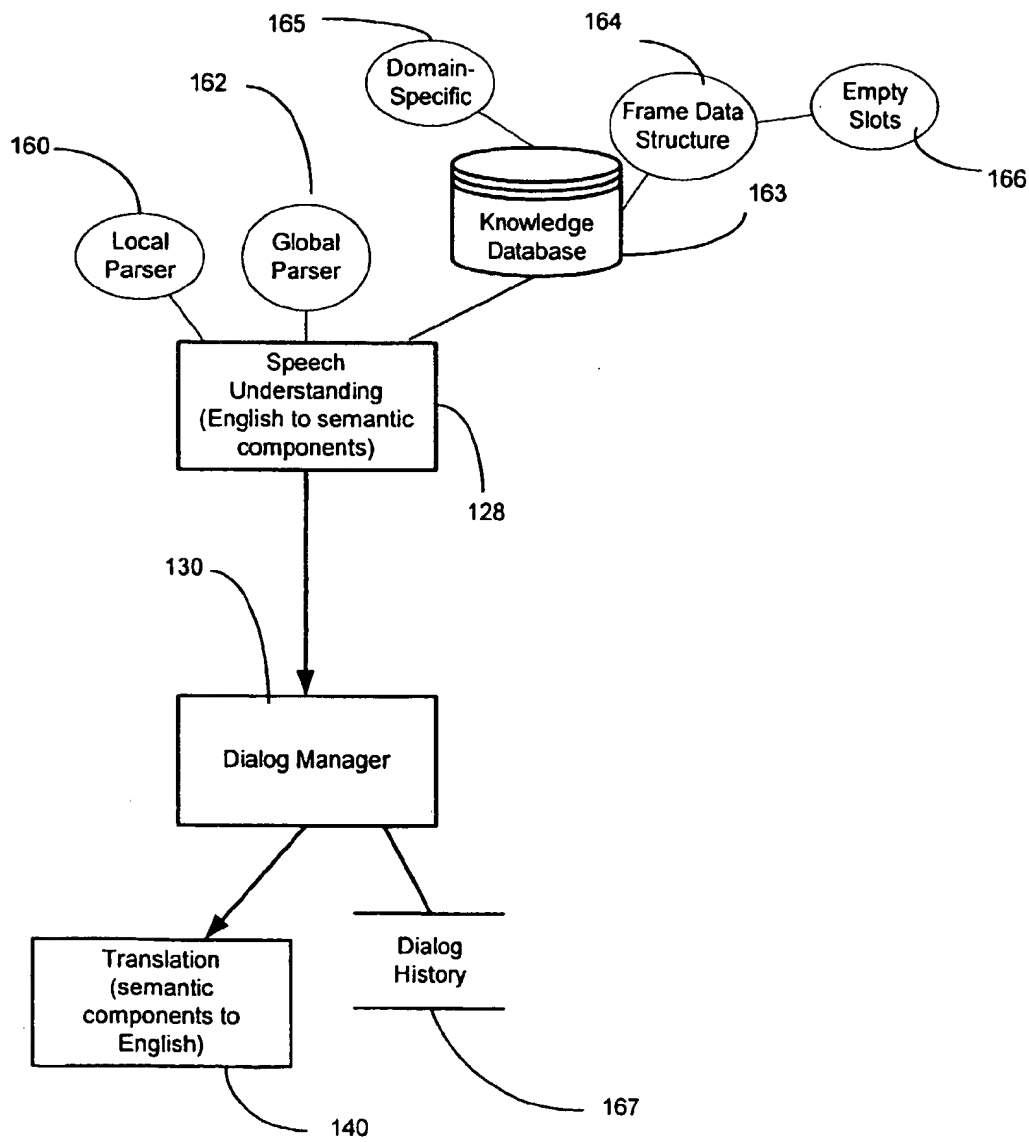 165
164
162
Domain-
Specific
Frame Data
Structure
Empty
Slots
160
166
163
Local
Parser
Global
Parser
Knowledge
Database
Speech
Understanding
(English to semantic
components)
128
130
Dialog Manager
Translation
(semantic
components to
English)
Dialog
History
167
140